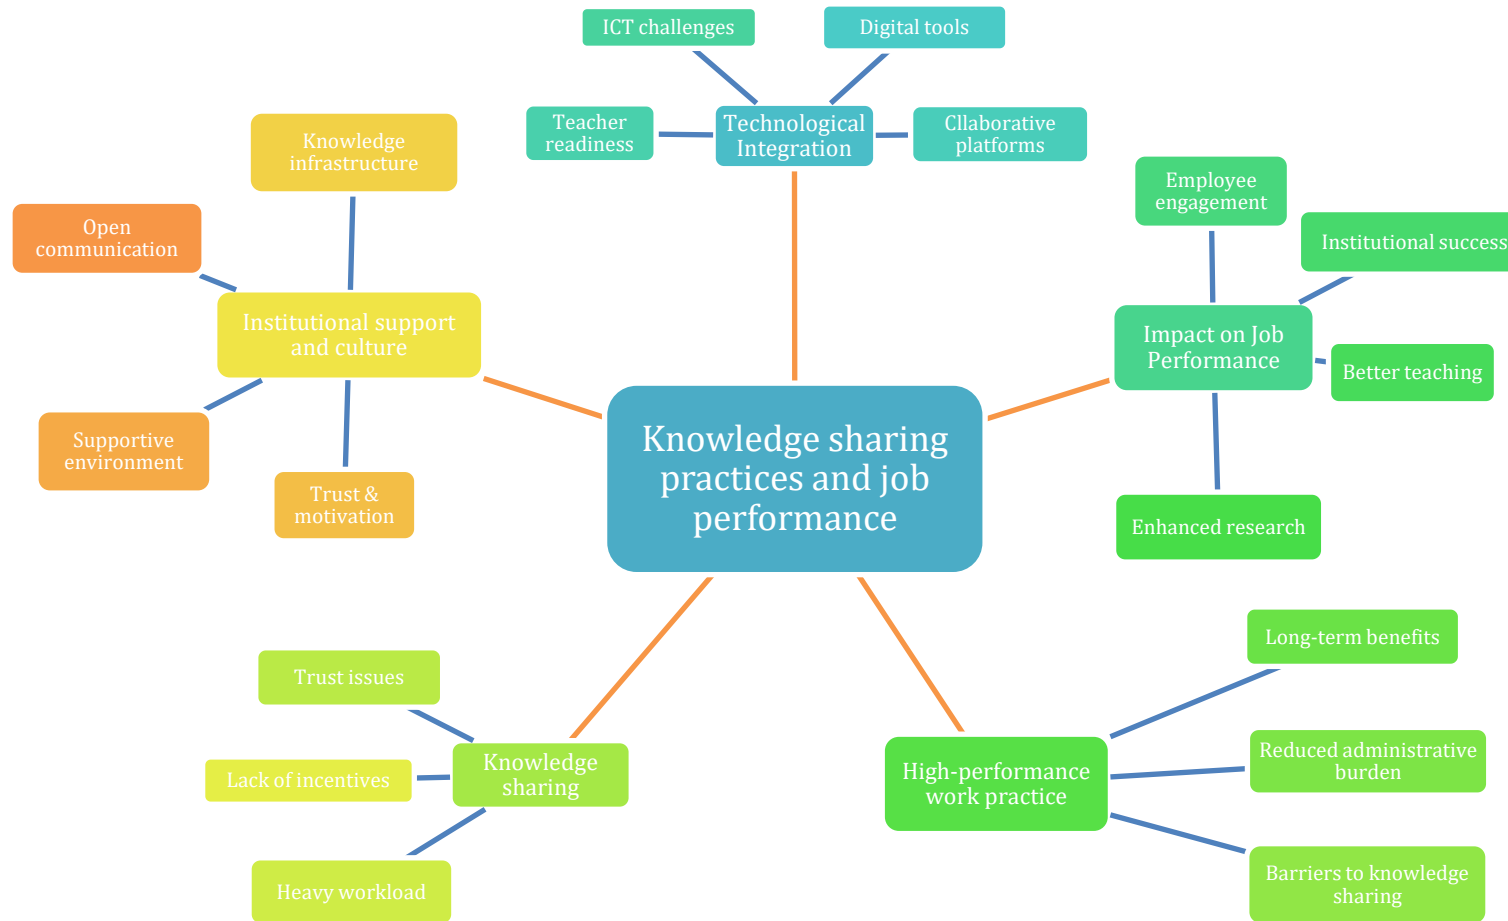 ICT challenges
Digital tools
Teacher
readiness
Technological
Integration
Cllaborative
platforms
Knowledge
infrastructure
Open
communication
Institutional support
and culture
Supportive
environment
Trust &
motivation
Employee
engagement
Institutional success
Impact on Job
Performance
Better teaching
Enhanced research
Knowledge sharing
practices and job
performance
Trust issues
Lack of incentives
Knowledge
sharing
Heavy workload
High-performance
work practice
Long-term benefits
Reduced administrative
burden
Barriers to knowledge
sharing